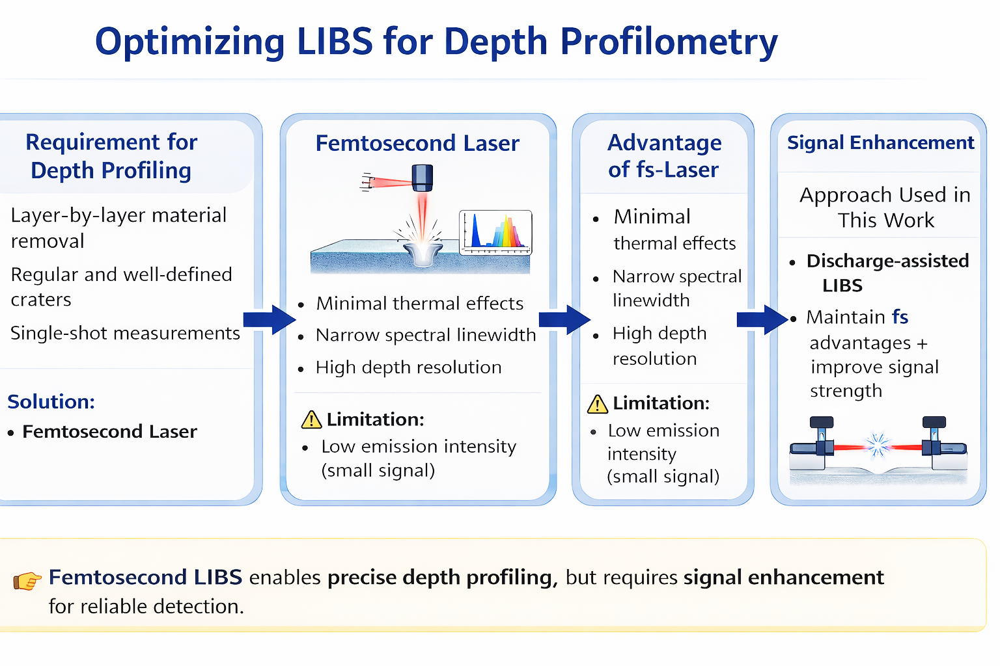 Optimizing LIBS for Depth Profilometry
Requirement for
Depth Profiling
Layer-by-layer material
removal
Regular and well-defined
craters
Single-shot measurements
Solution:
• Femtosecond Laser
Femtosecond Laser
• Minimal thermal effects
• Narrow spectral linewidth
• High depth resolution
Limitation:
• Low emission intensity
(small signal)
Advantage
of fs-Laser
• Minimal
thermal effects
• Narrow spectral
linewidth
• High depth
resolution
Limitation:
• Low emission
intensity
(small signal)
Signal Enhancement
Approach Used in
This Work
• Discharge-assisted
LIBS
• Maintain fs
advantages +
improve signal
strength
Femtosecond LIBS enables precise depth profiling, but requires signal enhancement
for reliable detection.